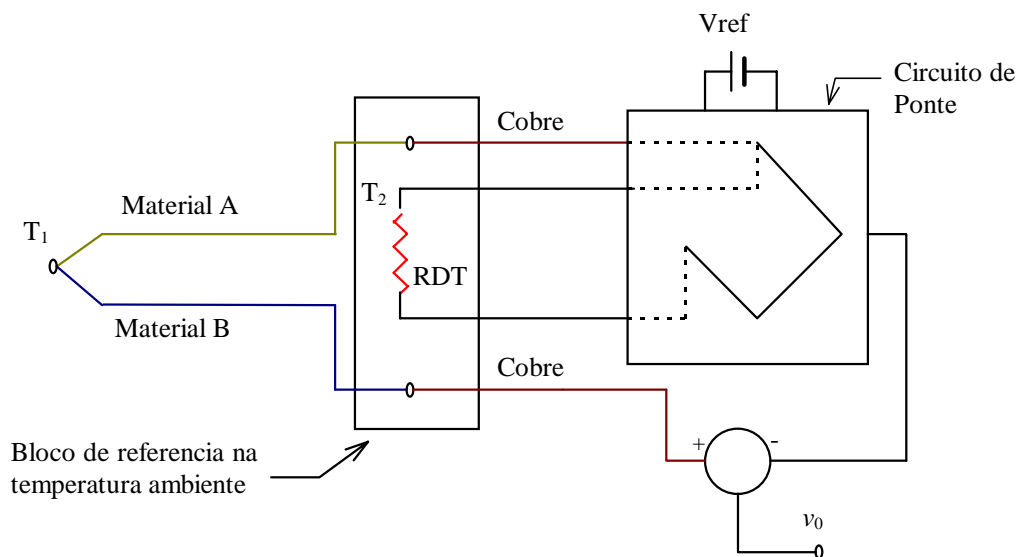 Vref
Circuito de
Ponte
Cobre
T₂
Material A
T₁
RDT
Material B
Cobre
Bloco de referencia na
temperatura ambiente
+
-
v₀